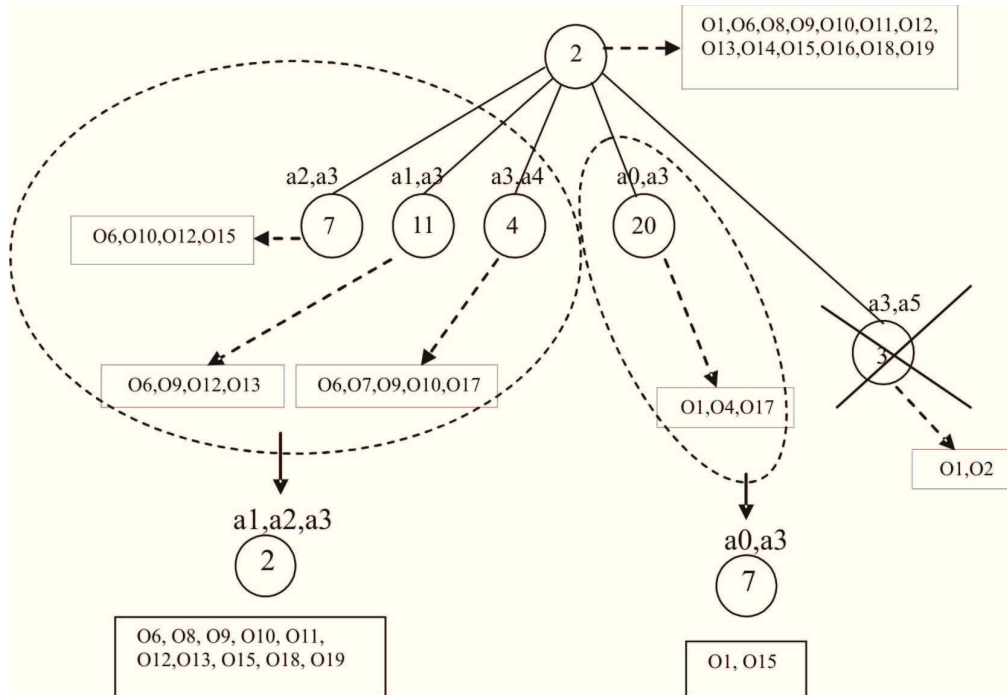 O1,O6,O8,O9,O10,O11,O12,
O13,O14,O15,O16,O18,O19
2
a2,a3
a1,a3
a3,a4
a0,a3
7
11
4
20
O6,O10,O12,O15
a3,a5
3
O6,O9,O12,O13
O6,O7,O9,O10,O17
O1,O4,O17
O1,O2
a1,a2,a3
2
a0,a3
7
O6, O8, O9, O10, O11,
O12,O13, O15, O18, O19
O1, O15